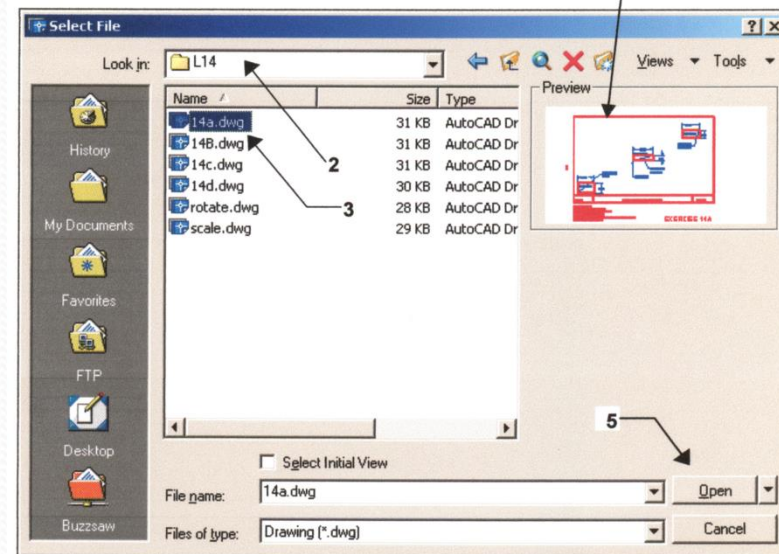 Select File
Look in:
L14
Views
Tools
Name
Size
Type
Preview
14a.dwg 31 KB AutoCAD Dr
14B.dwg 31 KB AutoCAD Dr
14c.dwg 31 KB AutoCAD Dr
14d.dwg 30 KB AutoCAD Dr
rotate.dwg 28 KB AutoCAD Dr
scale.dwg 29 KB AutoCAD Dr
2
3
EXERCISE 14A
History
My Documents
Favorites
FTP
Desktop
Buzzsaw
5
Select Initial View
File name:
14a.dwg
Open
Files of type:
Drawing (*.dwg)
Cancel